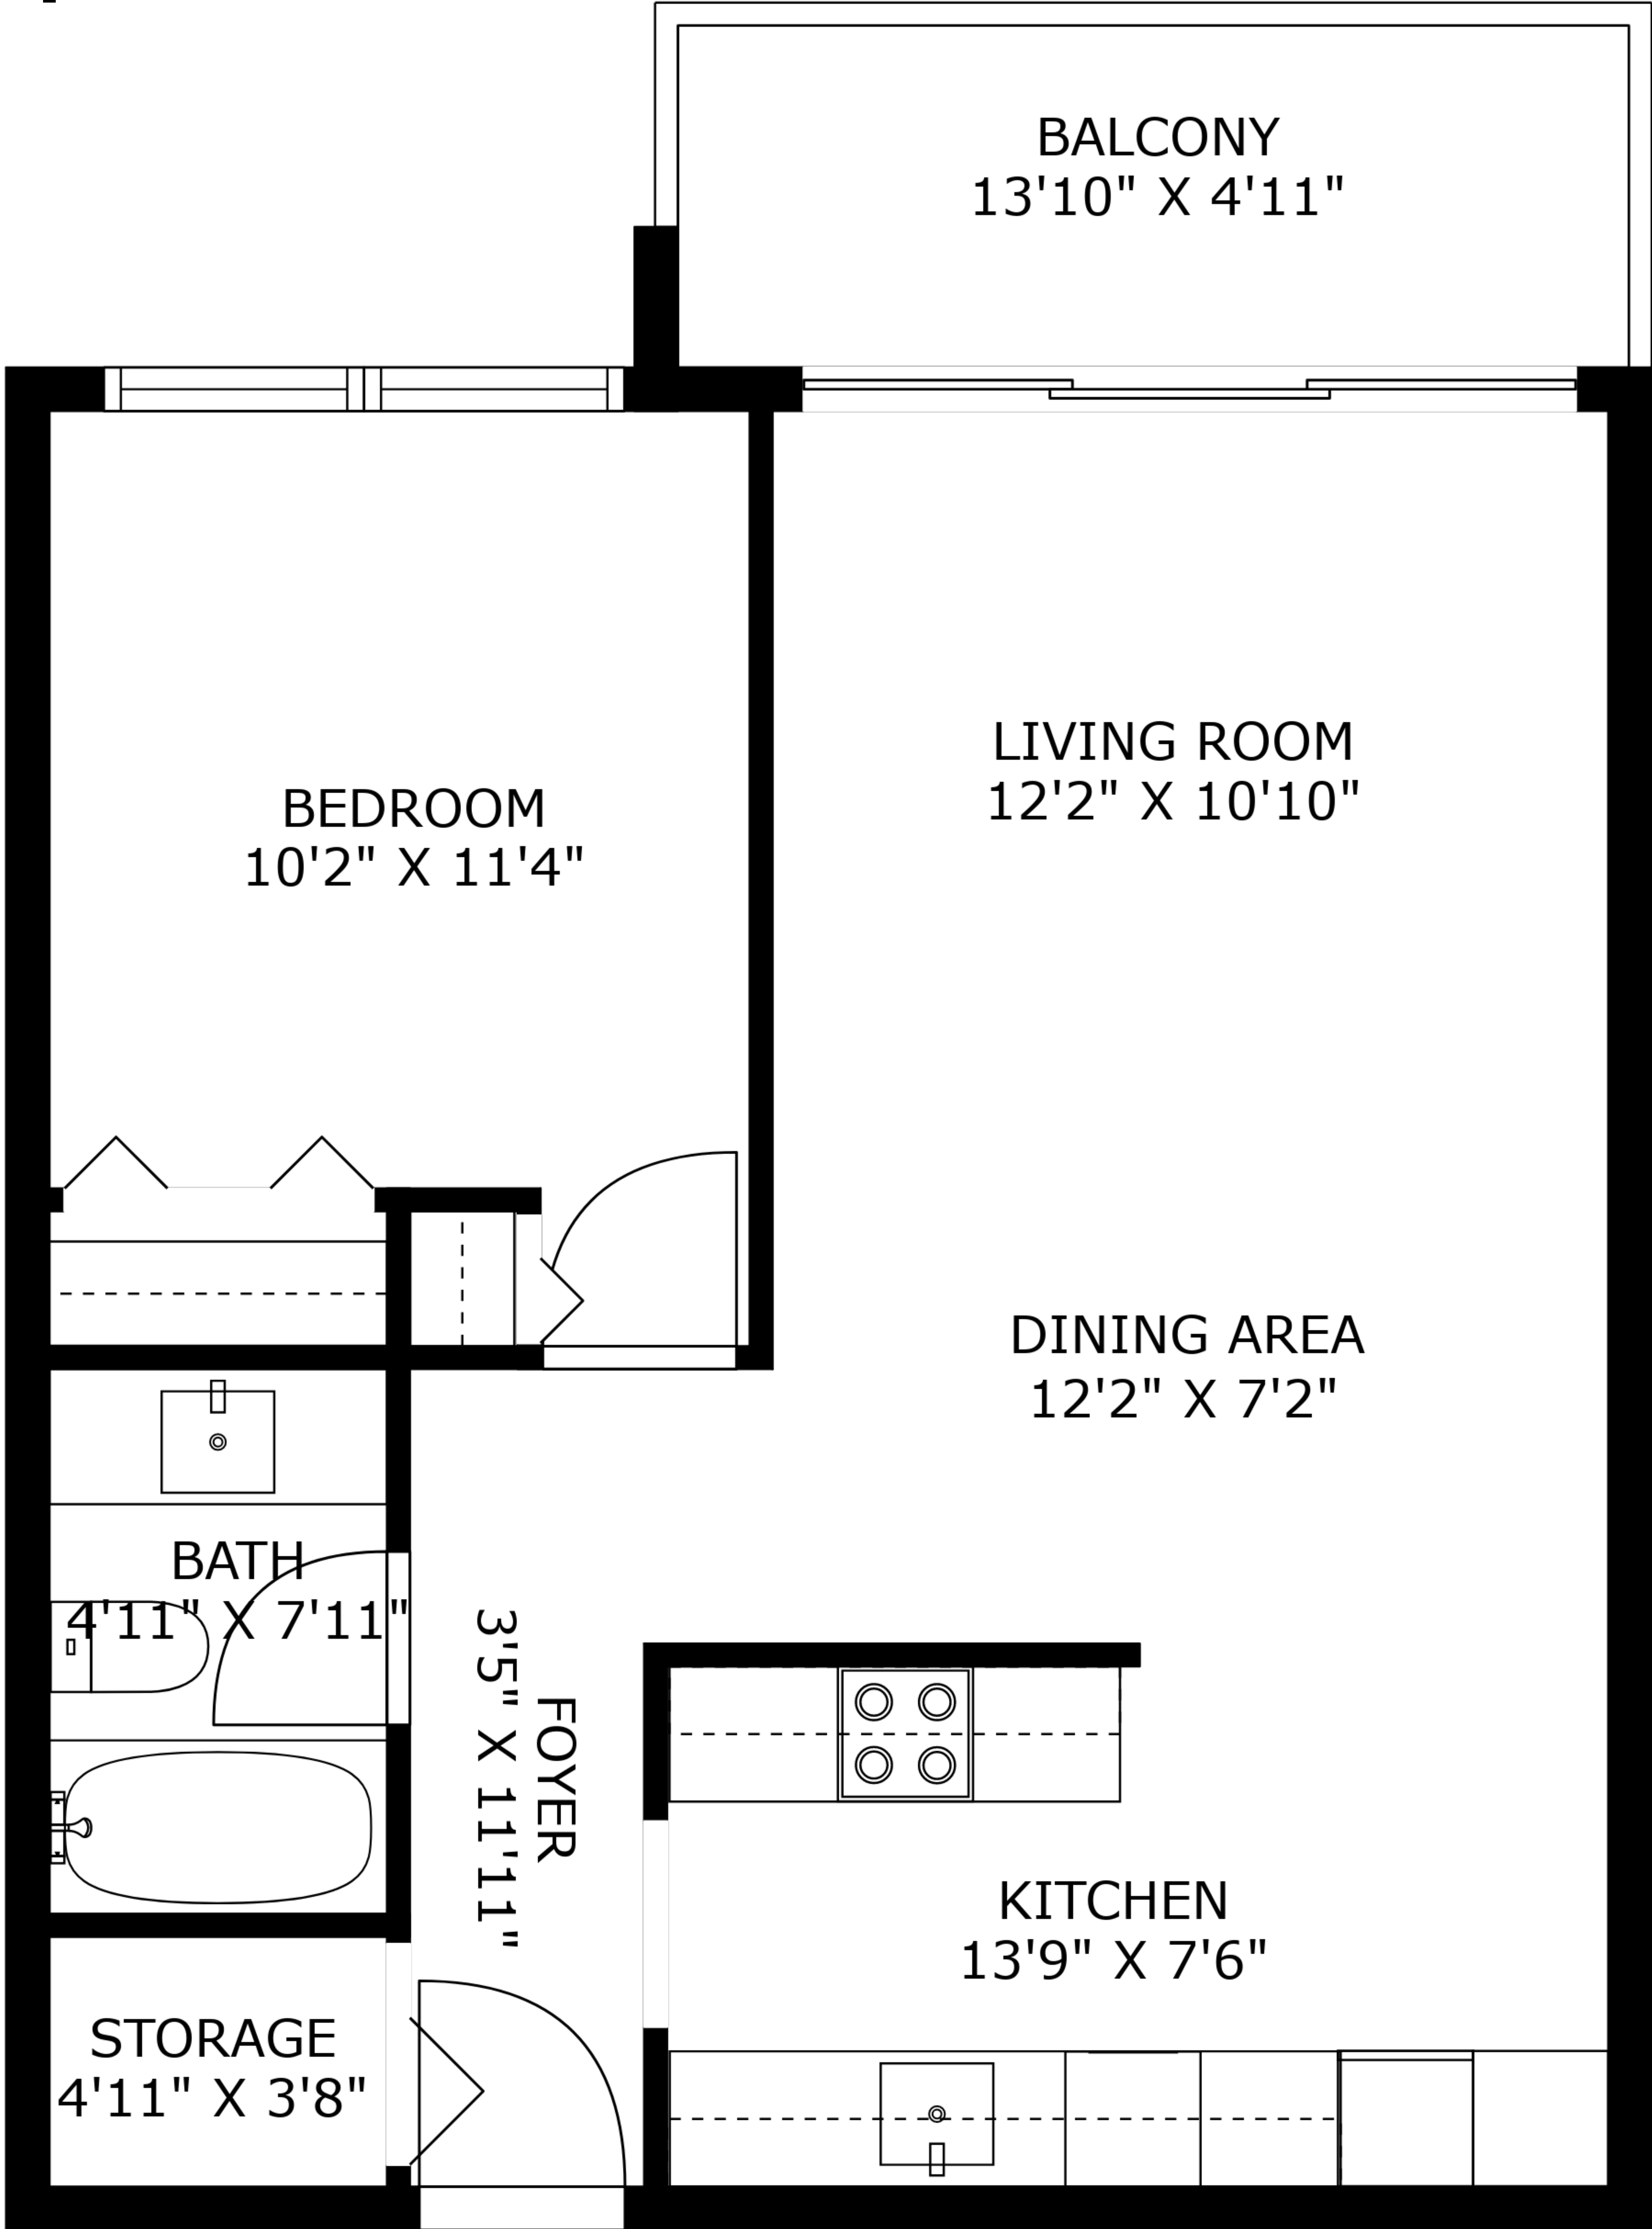 BALCONY
13'10" X 4'11"
LIVING ROOM
12'2" X 10'10"
BEDROOM
10'2" X 11'4"
DINING AREA
12'2" X 7'2"
BATH
4'11" X 7'11"
FOYER
3'5" X 11'11"
KITCHEN
13'9" X 7'6"
STORAGE
4'11" X 3'8"